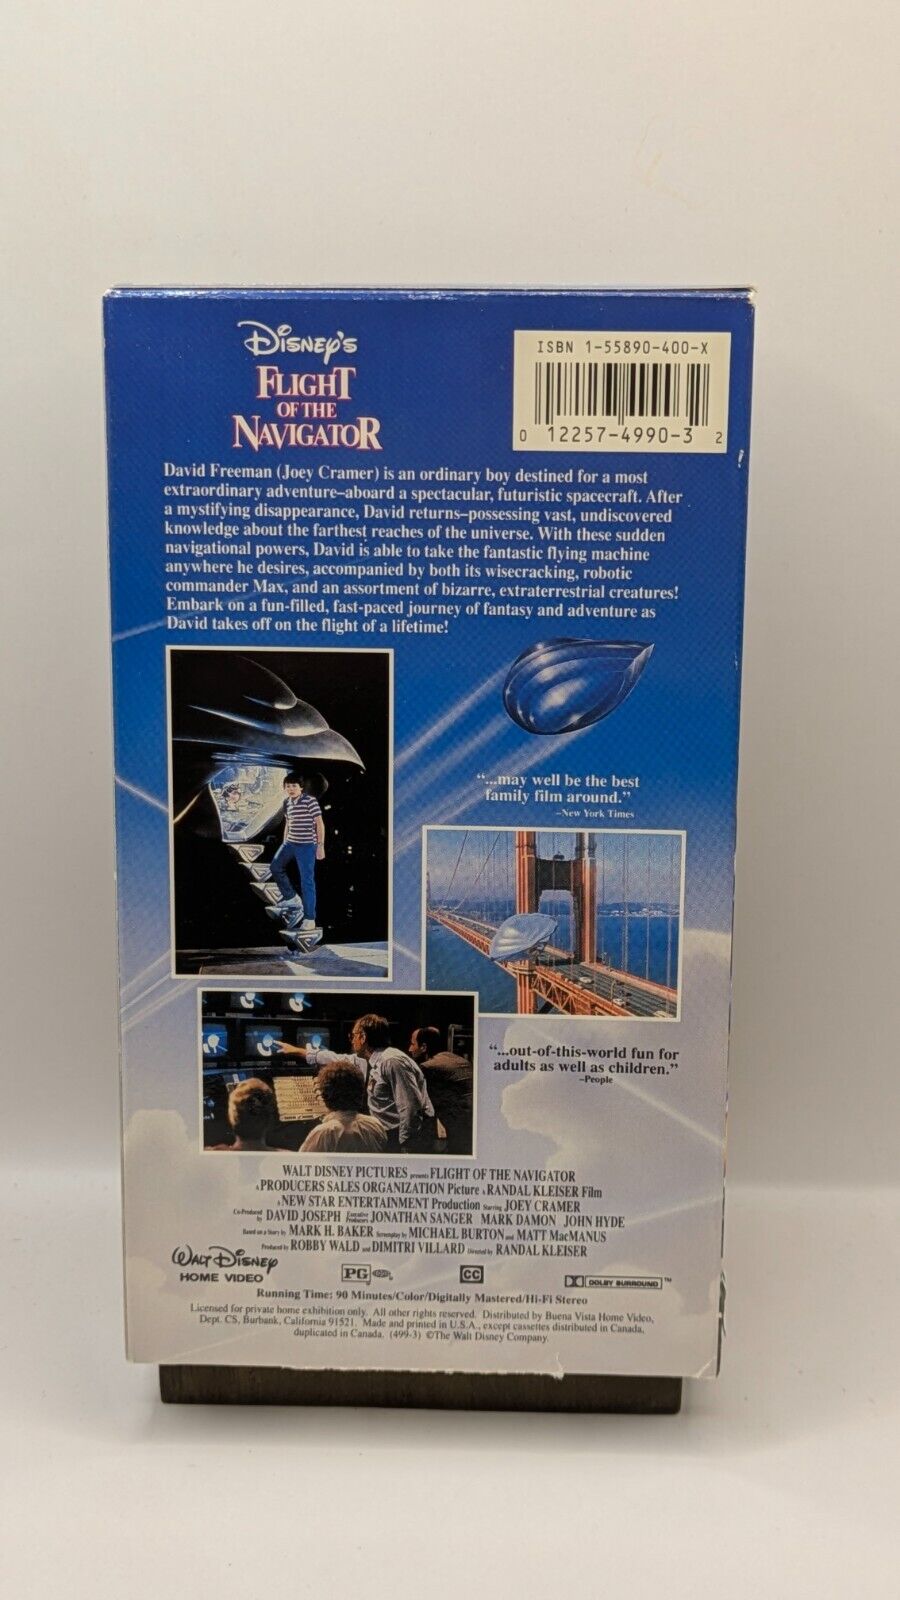 Disney's
FLIGHT
OF THE
NAVIGATOR
ISBN 1-55890-400-X
0 12257-4990-3 2
David Freeman (Joey Cramer) is an ordinary boy destined for a most
extraordinary adventure–aboard a spectacular, futuristic spacecraft. After
a mystifying disappearance, David returns–possessing vast, undiscovered
knowledge about the farthest reaches of the universe. With these sudden
navigational powers, David is able to take the fantastic flying machine
anywhere he desires, accompanied by both its wisecracking, robotic
commander Max, and an assortment of bizarre, extraterrestrial creatures!
Embark on a fun-filled, fast-paced journey of fantasy and adventure as
David takes off on the flight of a lifetime!
“...may well be the best
family film around.”
–New York Times
“...out-of-this-world fun for
adults as well as children.”
–People
WALT DISNEY PICTURES presents FLIGHT OF THE NAVIGATOR
A PRODUCERS SALES ORGANIZATION Picture A RANDAL KLEISER Film
A NEW STAR ENTERTAINMENT Production Starring JOEY CRAMER
Co-Produced by DAVID JOSEPH Executive Producers JONATHAN SANGER MARK DAMON JOHN HYDE
Based on a Story by MARK H. BAKER Screenplay by MICHAEL BURTON and MATT MacMANUS
Produced by ROBBY WALD and DIMITRI VILLARD Directed by RANDAL KLEISER
WALT DISNEY
HOME VIDEO
PG
CC
DOLBY SURROUND™
Running Time: 90 Minutes/Color/Digitally Mastered/Hi-Fi Stereo
Licensed for private home exhibition only. All other rights reserved. Distributed by Buena Vista Home Video,
Dept. CS, Burbank, California 91521. Made and printed in U.S.A., except cassettes distributed in Canada,
duplicated in Canada. (499-3) ©The Walt Disney Company.